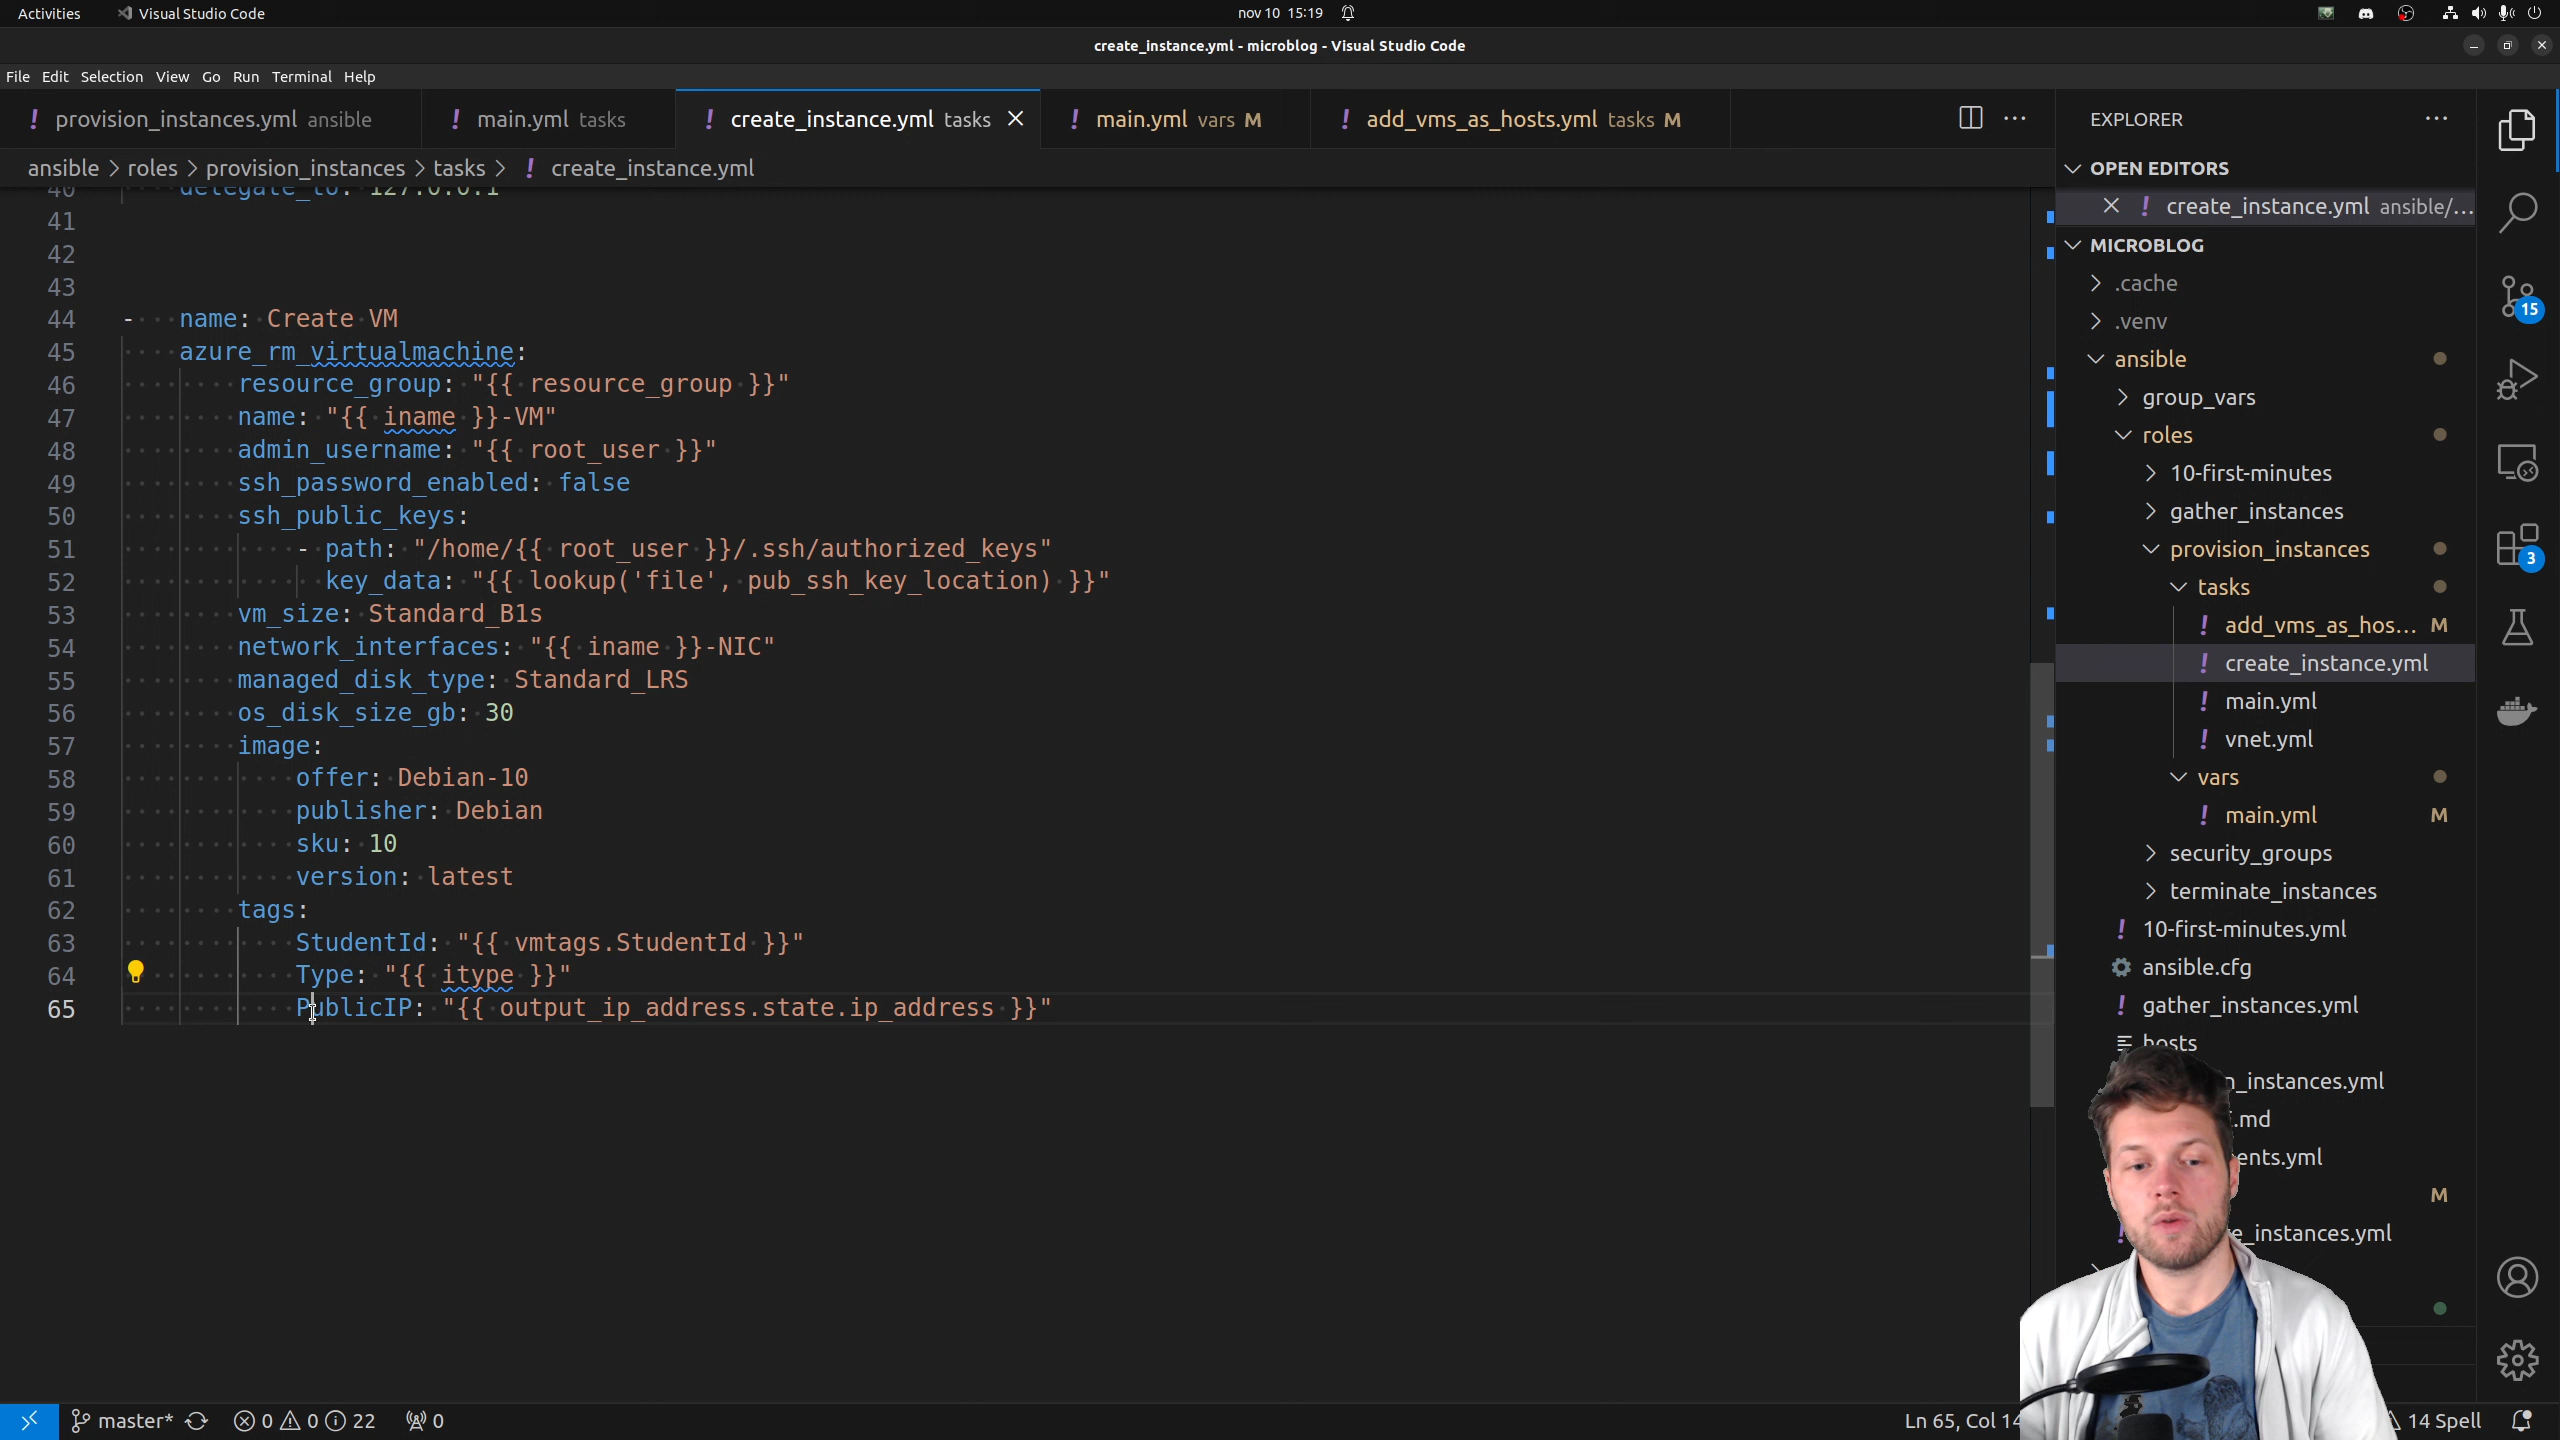 Activities Visual Studio Code nov 10 15:19
create_instance.yml - microblog - Visual Studio Code
File Edit Selection View Go Run Terminal Help
! provision_instances.yml ansible ! main.yml tasks ! create_instance.yml tasks ! main.yml vars M ! add_vms_as_hosts.yml tasks M
ansible > roles > provision_instances > tasks > ! create_instance.yml
40 delegate_to: 127.0.0.1
41
42
43
44 - name: Create VM
45 azure_rm_virtualmachine:
46 resource_group: "{{ resource_group }}"
47 name: "{{ iname }}-VM"
48 admin_username: "{{ root_user }}"
49 ssh_password_enabled: false
50 ssh_public_keys:
51 - path: "/home/{{ root_user }}/.ssh/authorized_keys"
52 key_data: "{{ lookup('file', pub_ssh_key_location) }}"
53 vm_size: Standard_B1s
54 network_interfaces: "{{ iname }}-NIC"
55 managed_disk_type: Standard_LRS
56 os_disk_size_gb: 30
57 image:
58 offer: Debian-10
59 publisher: Debian
60 sku: 10
61 version: latest
62 tags:
63 StudentId: "{{ vmtags.StudentId }}"
64 Type: "{{ itype }}"
65 PublicIP: "{{ output_ip_address.state.ip_address }}"
EXPLORER
OPEN EDITORS
! create_instance.yml ansible/...
MICROBLOG
.cache
.venv
ansible
group_vars
roles
10-first-minutes
gather_instances
provision_instances
tasks
! add_vms_as_hos... M
! create_instance.yml
! main.yml
! vnet.yml
vars
! main.yml M
security_groups
terminate_instances
! 10-first-minutes.yml
ansible.cfg
! gather_instances.yml
hosts
n_instances.yml
.md
ents.yml
M
e_instances.yml
15
3
master* 0 0 22 0 Ln 65, Col 14 14 Spell